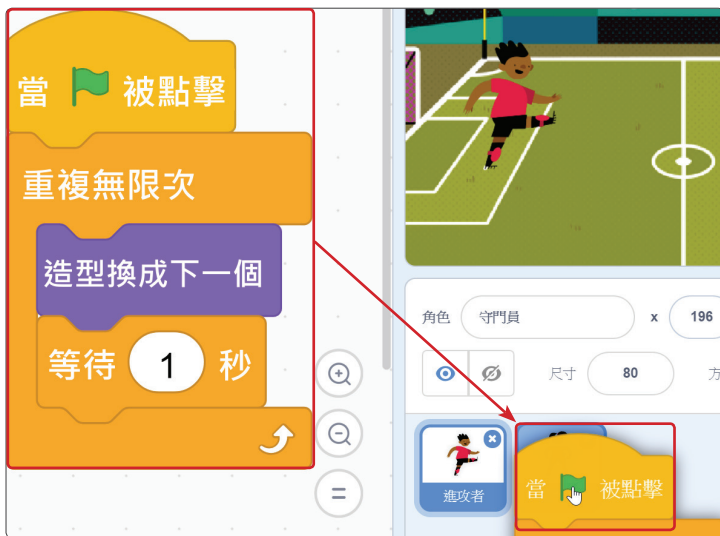 當 被點擊
重複無限次
造型換成下一個
等待 1 秒
角色 守門員 x 196
尺寸 80 方
進攻者
當 被點擊